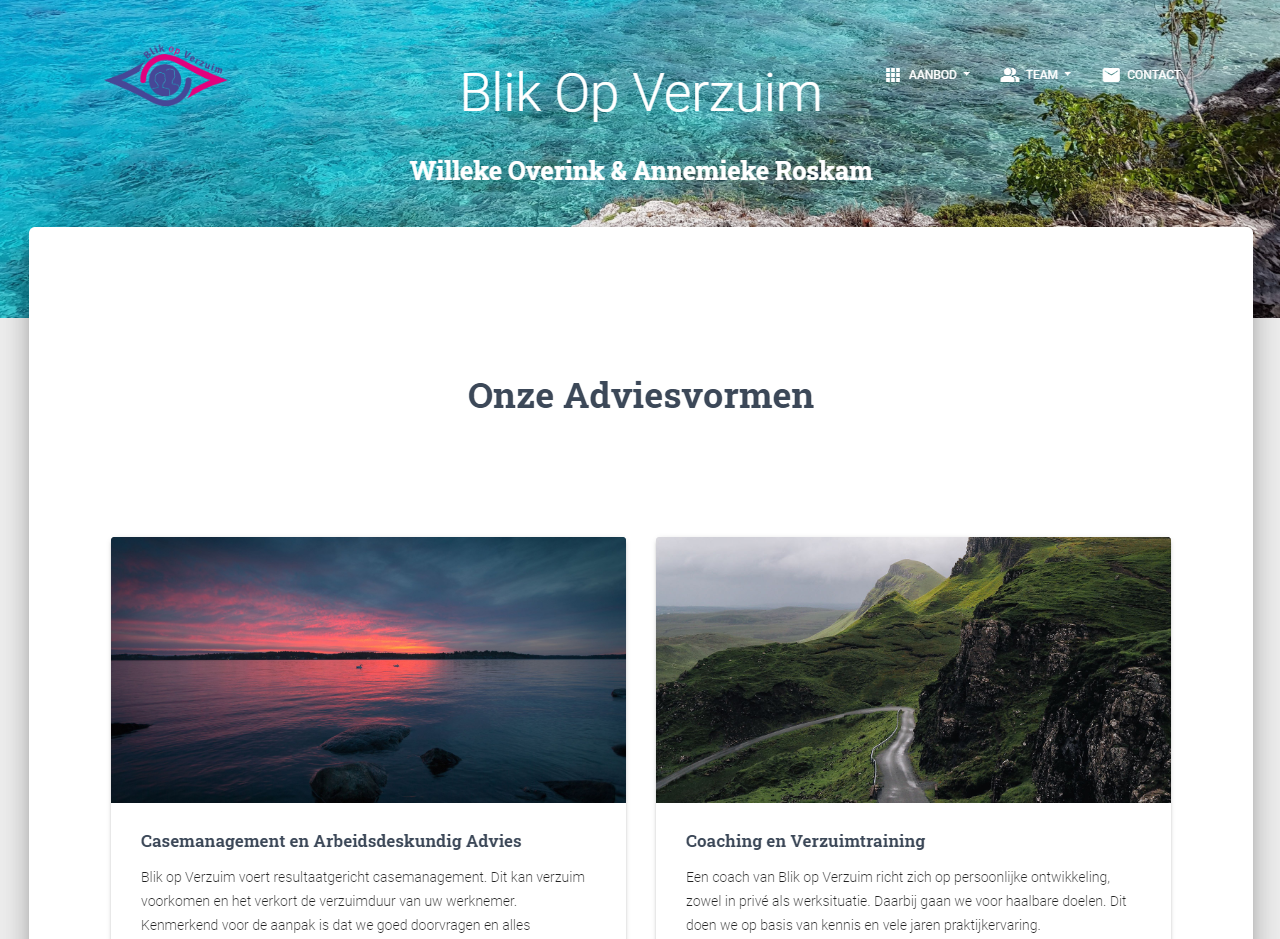 Blik op Verzuim
AANBOD
TEAM
CONTACT
Blik Op Verzuim
Willeke Overink & Annemieke Roskam
Onze Adviesvormen
Casemanagement en Arbeidsdeskundig Advies
Blik op Verzuim voert resultaatgericht casemanagement. Dit kan verzuim
voorkomen en het verkort de verzuimduur van uw werknemer.
Kenmerkend voor de aanpak is dat we goed doorvragen en alles
Coaching en Verzuimtraining
Een coach van Blik op Verzuim richt zich op persoonlijke ontwikkeling,
zowel in privé als werksituatie. Daarbij gaan we voor haalbare doelen. Dit
doen we op basis van kennis en vele jaren praktijkervaring.